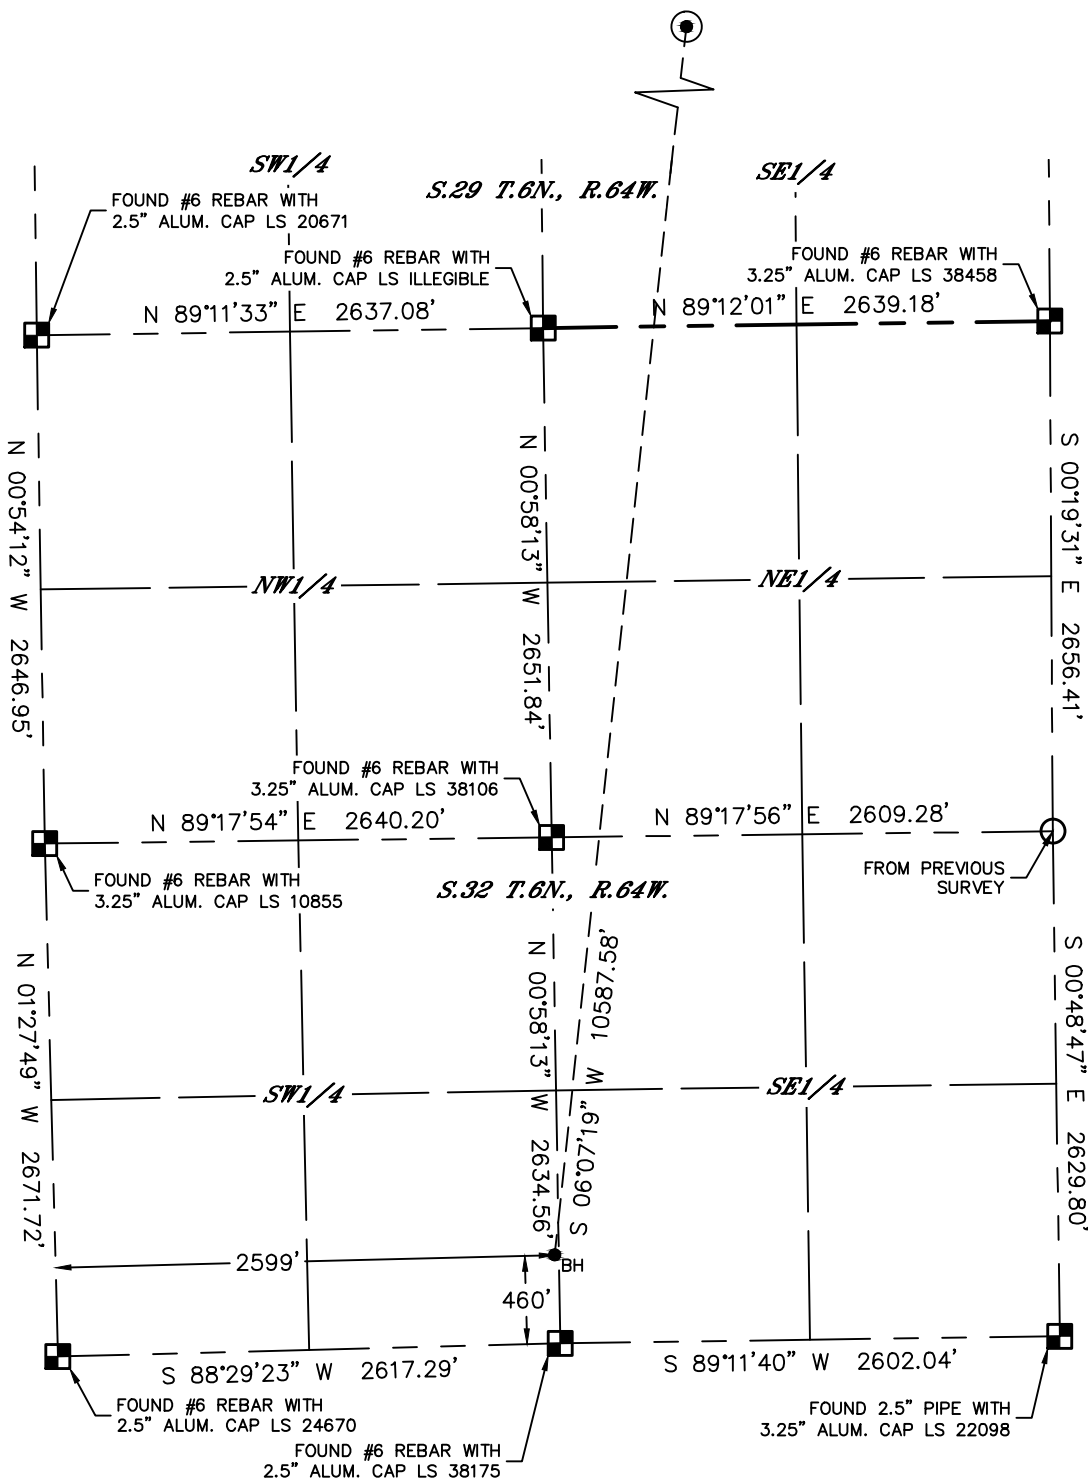 SW1/4
SE1/4
S.29 T.6N., R.64W.
FOUND #6 REBAR WITH
2.5" ALUM. CAP LS 20671
FOUND #6 REBAR WITH
2.5" ALUM. CAP LS ILLEGIBLE
FOUND #6 REBAR WITH
3.25" ALUM. CAP LS 38458
N 89°11'33" E 2637.08'
N 89°12'01" E 2639.18'
N 00°54'12" W 2646.95'
N 00°58'13" W 2651.84'
S 00°19'31" E 2656.41'
NW1/4
NE1/4
FOUND #6 REBAR WITH
3.25" ALUM. CAP LS 38106
N 89°17'54" E 2640.20'
N 89°17'56" E 2609.28'
FOUND #6 REBAR WITH
3.25" ALUM. CAP LS 10855
FROM PREVIOUS
SURVEY
S.32 T.6N., R.64W.
N 01°27'49" W 2671.72'
N 00°58'13" W 2634.56'
S 06°07'19" W 10587.58'
S 00°48'47" E 2629.80'
SW1/4
SE1/4
2599'
BH
460'
S 88°29'23" W 2617.29'
S 89°11'40" W 2602.04'
FOUND #6 REBAR WITH
2.5" ALUM. CAP LS 24670
FOUND #6 REBAR WITH
2.5" ALUM. CAP LS 38175
FOUND 2.5" PIPE WITH
3.25" ALUM. CAP LS 22098